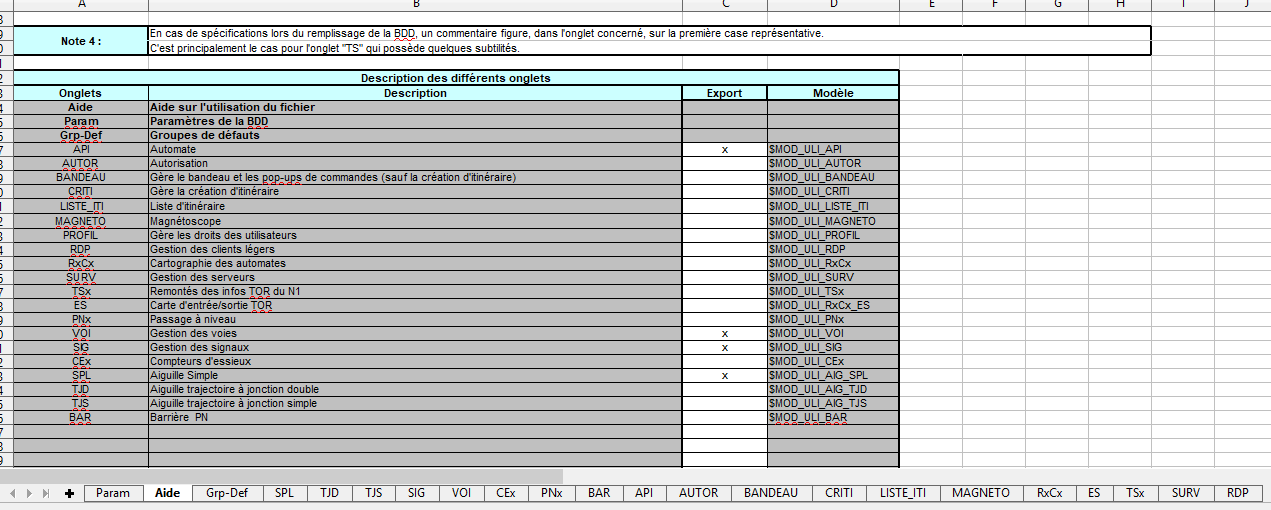 A B C D E F G H I J
Note 4 :
En cas de spécifications lors du remplissage de la BDD, un commentaire figure, dans l'onglet concerné, sur la première case représentative.
C'est principalement le cas pour l'onglet "TS" qui possède quelques subtilités.
Description des différents onglets
Onglets Description Export Modèle
Aide Aide sur l'utilisation du fichier
Param Paramètres de la BDD
Grp-Def Groupes de défauts
API Automate x $MOD_ULI_API
AUTOR Autorisation $MOD_ULI_AUTOR
BANDEAU Gère le bandeau et les pop-ups de commandes (sauf la création d'itinéraire) $MOD_ULI_BANDEAU
CRITI Gère la création d'itinéraire $MOD_ULI_CRITI
LISTE_ITI Liste d'itinéraire $MOD_ULI_LISTE_ITI
MAGNETO Magnétoscope $MOD_ULI_MAGNETO
PROFIL Gère les droits des utilisateurs $MOD_ULI_PROFIL
RDP Gestion des clients légers $MOD_ULI_RDP
RxCx Cartographie des automates $MOD_ULI_RxCx
SURV Gestion des serveurs $MOD_ULI_SURV
TSx Remontés des infos TOR du N1 $MOD_ULI_TSx
ES Carte d'entrée/sortie TOR $MOD_ULI_RxCx_ES
PNx Passage à niveau $MOD_ULI_PNx
VOI Gestion des voies x $MOD_ULI_VOI
SIG Gestion des signaux x $MOD_ULI_SIG
CEx Compteurs d'essieux $MOD_ULI_CEx
SPL Aiguille Simple x $MOD_ULI_AIG_SPL
TJD Aiguille trajectoire à jonction double $MOD_ULI_AIG_TJD
TJS Aiguille trajectoire à jonction simple $MOD_ULI_AIG_TJS
BAR Barrière PN $MOD_ULI_BAR
Param Aide Grp-Def SPL TJD TJS SIG VOI CEx PNx BAR API AUTOR BANDEAU CRITI LISTE_ITI MAGNETO RxCx ES TSx SURV RDP